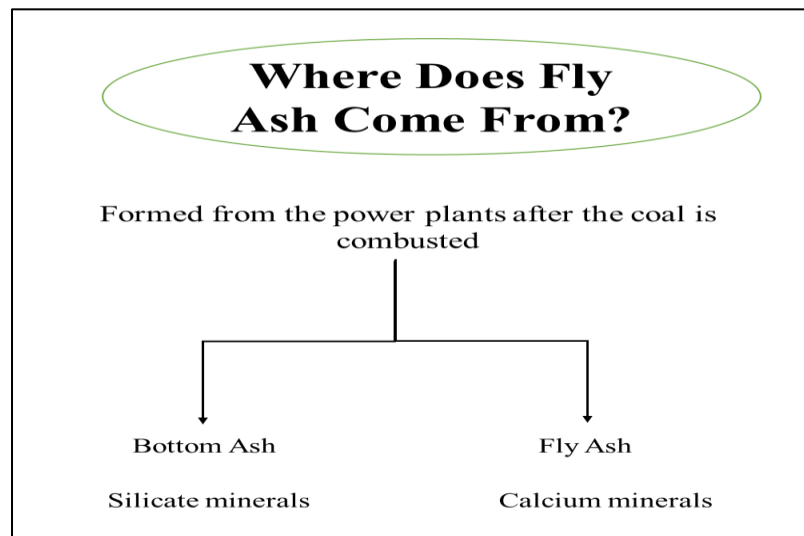 Where Does Fly
Ash Come From?
Formed from the power plants after the coal is
combusted
Bottom Ash
Fly Ash
Silicate minerals
Calcium minerals